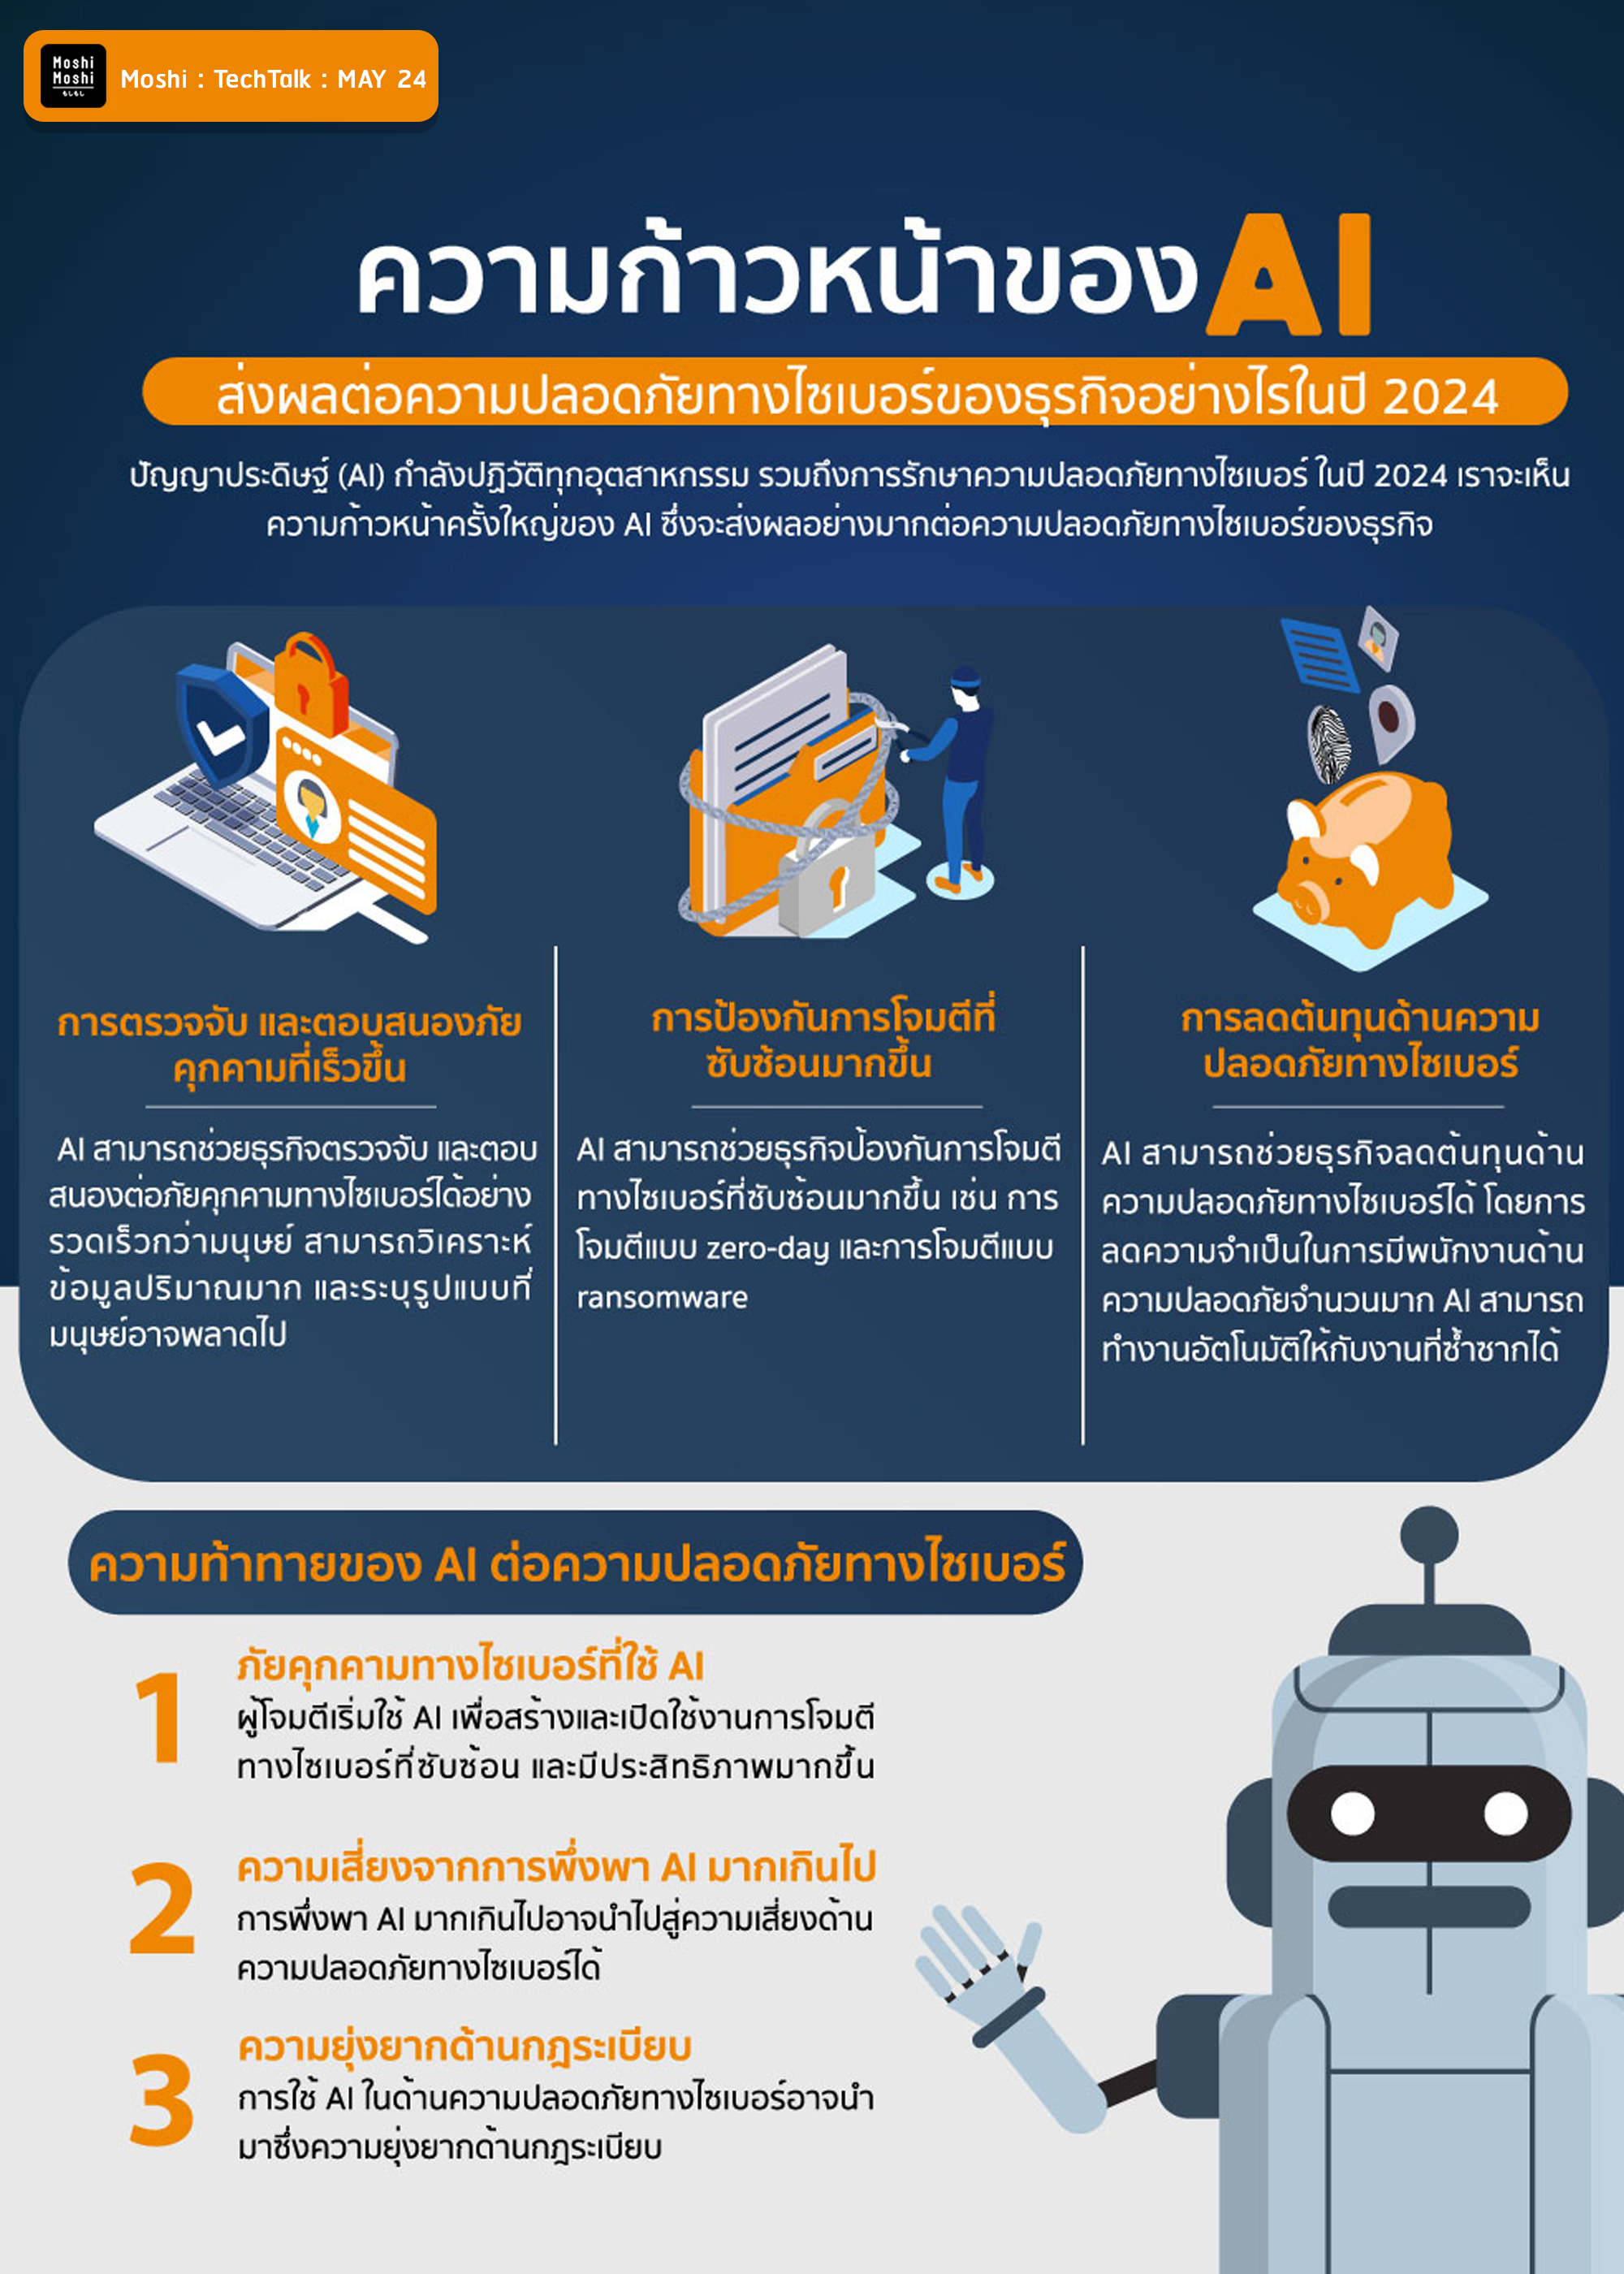 Moshi
Moshi
もしもし
Moshi : TechTalk : MAY 24
ความก้าวหน้าของAI
ส่งผลต่อความปลอดภัยทางไซเบอร์ของธุรกิจอย่างไรในปี 2024
ปัญญาประดิษฐ์ (AI) กำลังปฏิวัติทุกอุตสาหกรรม รวมถึงการรักษาความปลอดภัยทางไซเบอร์ ในปี 2024 เราจะเห็น
ความก้าวหน้าครั้งใหญ่ของ AI ซึ่งจะส่งผลอย่างมากต่อความปลอดภัยทางไซเบอร์ของธุรกิจ
การตรวจจับ และตอบสนองภัย
คุกคามที่เร็วขึ้น
AI สามารถช่วยธุรกิจตรวจจับ และตอบ
สนองต่อภัยคุกคามทางไซเบอร์ได้อย่าง
รวดเร็วกว่ามนุษย์ สามารถวิเคราะห์
ข้อมูลปริมาณมาก และระบุรูปแบบที่
มนุษย์อาจพลาดไป
การป้องกันการโจมตีที่
ซับซ้อนมากขึ้น
AI สามารถช่วยธุรกิจป้องกันการโจมตี
ทางไซเบอร์ที่ซับซ้อนมากขึ้น เช่น การ
โจมตีแบบ zero-day และการโจมตีแบบ
ransomware
การลดต้นทุนด้านความ
ปลอดภัยทางไซเบอร์
AI สามารถช่วยธุรกิจลดต้นทุนด้าน
ความปลอดภัยทางไซเบอร์ได้ โดยการ
ลดความจำเป็นในการมีพนักงานด้าน
ความปลอดภัยจำนวนมาก AI สามารถ
ทำงานอัตโนมัติให้กับงานที่ซ้ำซากได้
ความท้าทายของ AI ต่อความปลอดภัยทางไซเบอร์
1
ภัยคุกคามทางไซเบอร์ที่ใช้ AI
ผู้โจมตีเริ่มใช้ AI เพื่อสร้างและเปิดใช้งานการโจมตี
ทางไซเบอร์ที่ซับซ้อน และมีประสิทธิภาพมากขึ้น
2
ความเสี่ยงจากการพึ่งพา AI มากเกินไป
การพึ่งพา AI มากเกินไปอาจนำไปสู่ความเสี่ยงด้าน
ความปลอดภัยทางไซเบอร์ได้
3
ความยุ่งยากด้านกฎระเบียบ
การใช้ AI ในด้านความปลอดภัยทางไซเบอร์อาจนำ
มาซึ่งความยุ่งยากด้านกฎระเบียบ